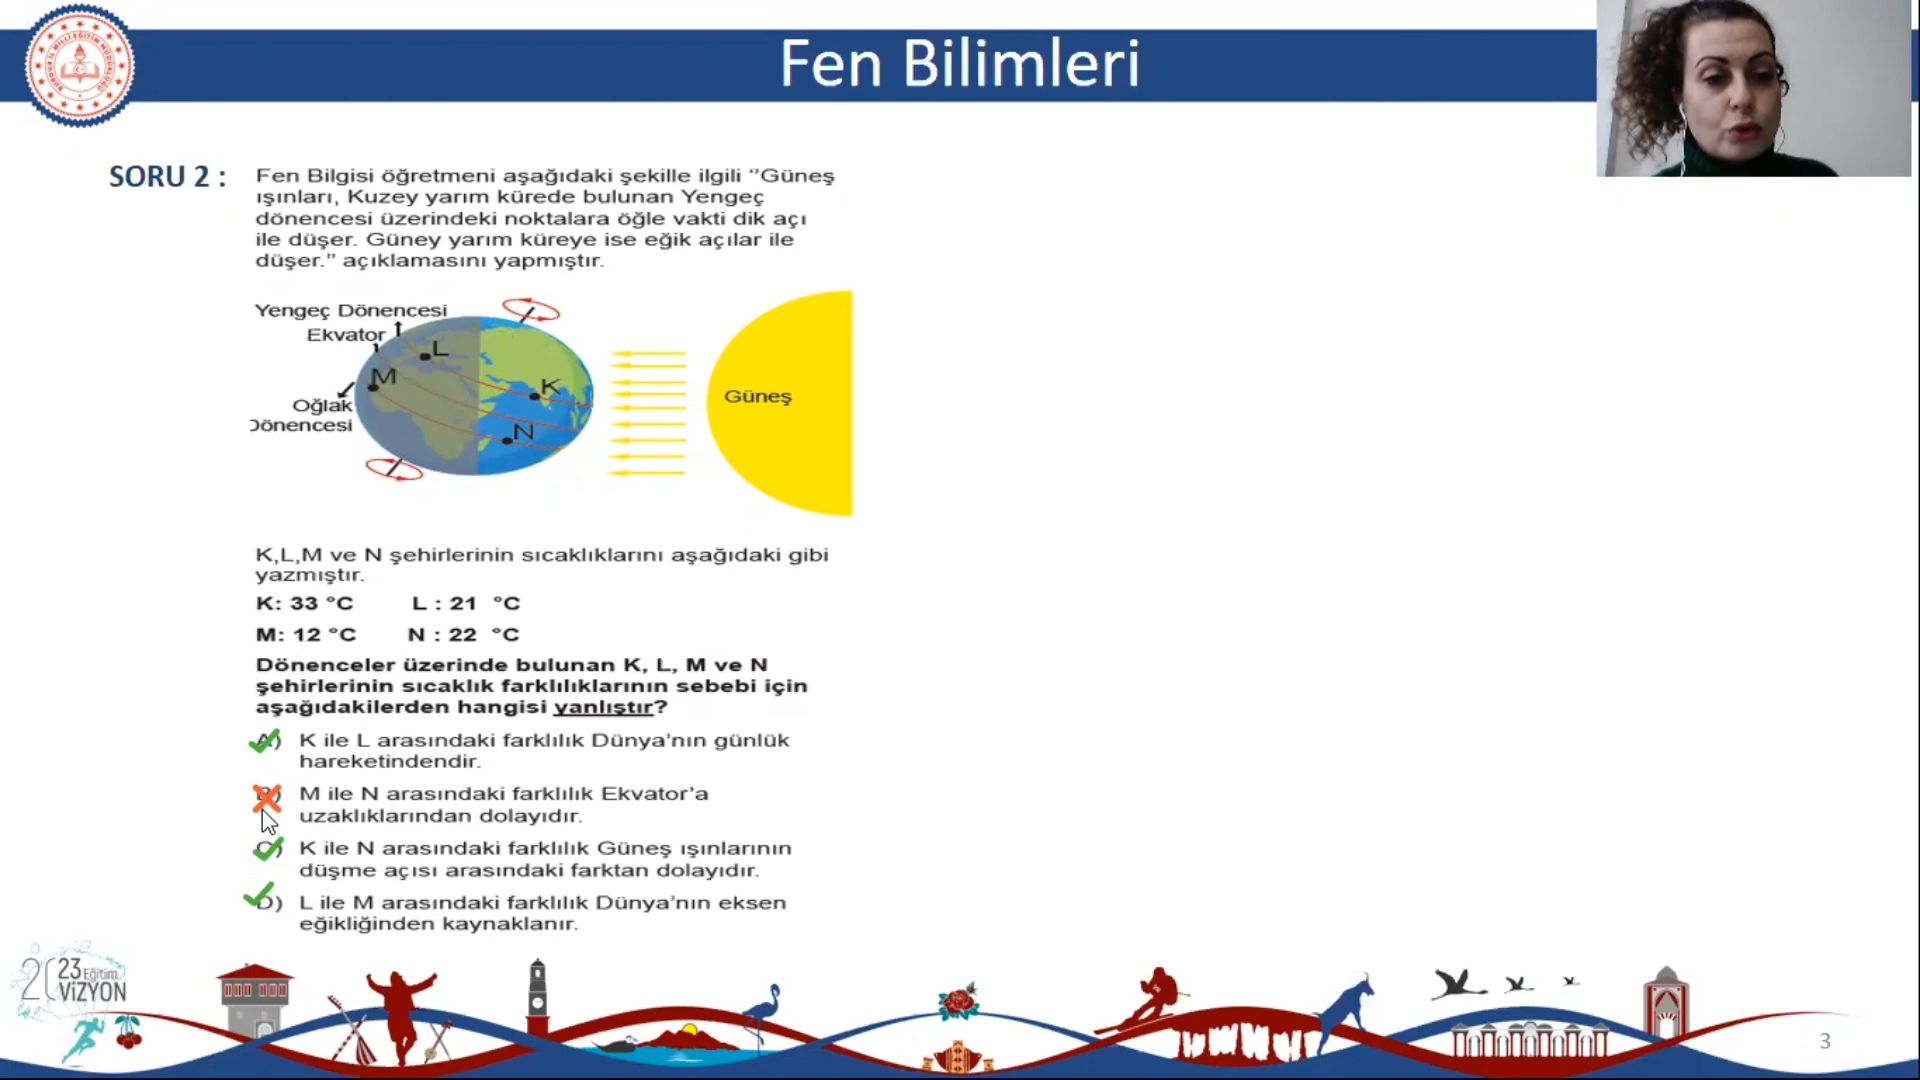 Fen Bilimleri
SORU 2 :
Fen Bilgisi öğretmeni aşağıdaki şekille ilgili "Güneş
ışınları, Kuzey yarım kürede bulunan Yengeç
dönencesi üzerindeki noktalara öğle vakti dik açı
ile düşer. Güney yarım küreye ise eğik açılar ile
düşer." açıklamasını yapmıştır.
Yengeç Dönencesi
Ekvator
L
M
K
Güneş
Oğlak
Dönencesi
N
K,L,M ve N şehirlerinin sıcaklıklarını aşağıdaki gibi
yazmıştır.
K: 33 °C L : 21 °C
M: 12 °C N : 22 °C
Dönenceler üzerinde bulunan K, L, M ve N
şehirlerinin sıcaklık farklılıklarının sebebi için
aşağıdakilerden hangisi yanlıştır?
A) K ile L arasındaki farklılık Dünya'nın günlük
hareketindendir.
B) M ile N arasındaki farklılık Ekvator'a
uzaklıklarından dolayıdır.
C) K ile N arasındaki farklılık Güneş ışınlarının
düşme açısı arasındaki farktan dolayıdır.
D) L ile M arasındaki farklılık Dünya'nın eksen
eğikliğinden kaynaklanır.
2023 Eğitim
VİZYON
3